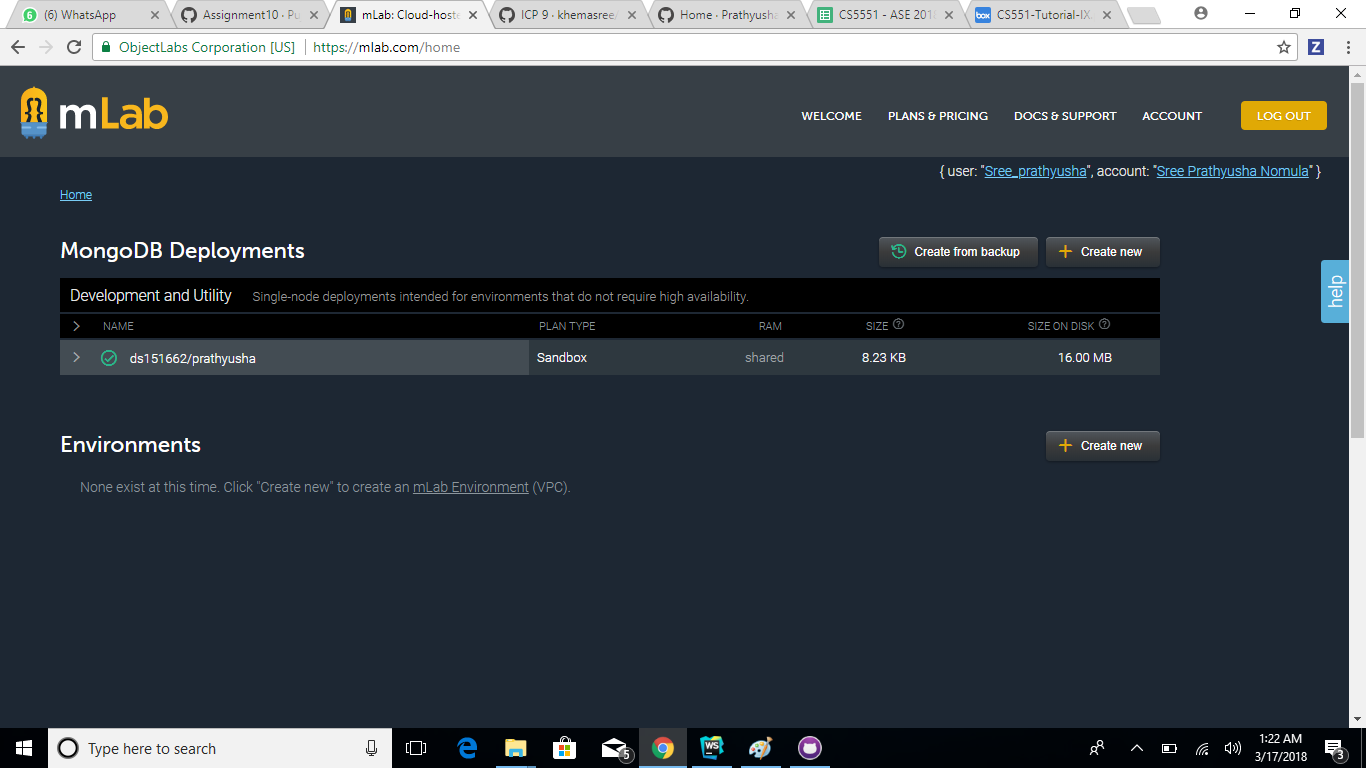 (6) WhatsApp
Assignment10 - Pu
mLab: Cloud-hoste
ICP 9 · khemasree/
Home · Prathyusha
CS5551 - ASE 2018
box CS551-Tutorial-IX
ObjectLabs Corporation [US] https://mlab.com/home
Z
mLab
WELCOME PLANS & PRICING DOCS & SUPPORT ACCOUNT LOG OUT
{ user: "Sree_prathyusha", account: "Sree Prathyusha Nomula" }
Home
MongoDB Deployments
Create from backup
Create new
help
Development and Utility Single-node deployments intended for environments that do not require high availability.
NAME PLAN TYPE RAM SIZE ? SIZE ON DISK ?
ds151662/prathyusha Sandbox shared 8.23 KB 16.00 MB
Environments
Create new
None exist at this time. Click "Create new" to create an mLab Environment (VPC).
Type here to search
5
WS
1:22 AM
3/17/2018
3